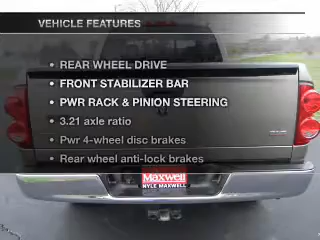 VEHICLE FEATURES
• REAR WHEEL DRIVE
• FRONT STABILIZER BAR
• PWR RACK & PINION STEERING
• 3.21 axle ratio
• Pwr 4-wheel disc brakes
• Rear wheel anti-lock brakes
Maxwell
NYLE MAXWELL